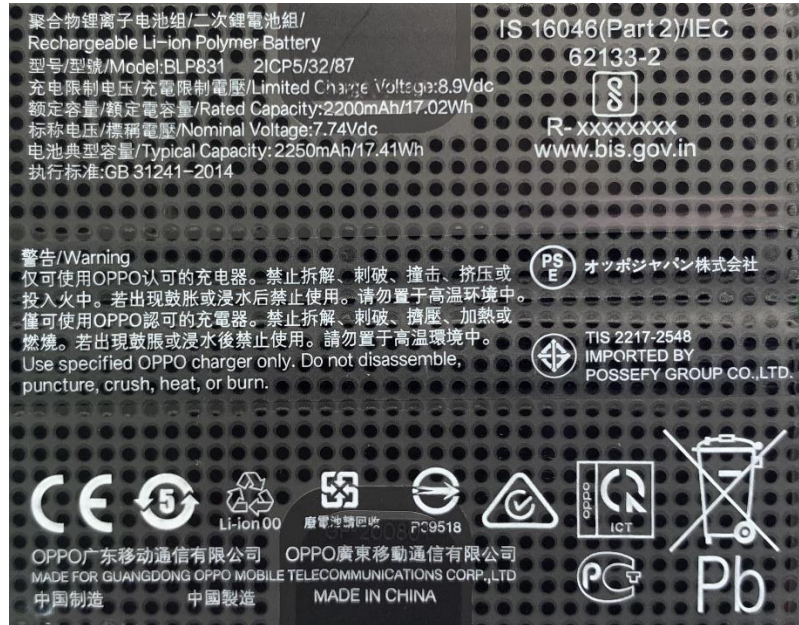 聚合物锂离子电池组/二次鋰電池組/
Rechargeable Li-ion Polymer Battery
型号/型號/Model:BLP831 2ICP5/32/87
充电限制电压/充電限制電壓/Limited Charge Voltage:8.9Vdc
额定容量/額定電容量/Rated Capacity:2200mAh/17.02Wh
标称电压/標稱電壓/Nominal Voltage:7.74Vdc
电池典型容量/Typical Capacity:2250mAh/17.41Wh
执行标准:GB 31241-2014
IS 16046(Part 2)/IEC
62133-2
R- XXXXXXXX
www.bis.gov.in
警告/Warning
仅可使用OPPO认可的充电器。禁止拆解、刺破、撞击、挤压或
投入火中。若出现鼓胀或浸水后禁止使用。请勿置于高温环境中。
僅可使用OPPO認可的充電器。禁止拆解、刺破、擠壓、加熱或
燃燒。若出現鼓脹或浸水後禁止使用。請勿置于高溫環境中。
Use specified OPPO charger only. Do not disassemble,
puncture, crush, heat, or burn.
PS
E
オッポジャパン株式会社
TIS 2217-2548
IMPORTED BY
POSSEFY GROUP CO.,LTD.
CE
5
Li-ion 00
廢電池請回收
R39518
oppo
ICT
OPPO广东移动通信有限公司 OPPO廣東移動通信有限公司
MADE FOR GUANGDONG OPPO MOBILE TELECOMMUNICATIONS CORP.,LTD
中国制造 中國製造 MADE IN CHINA
Pb